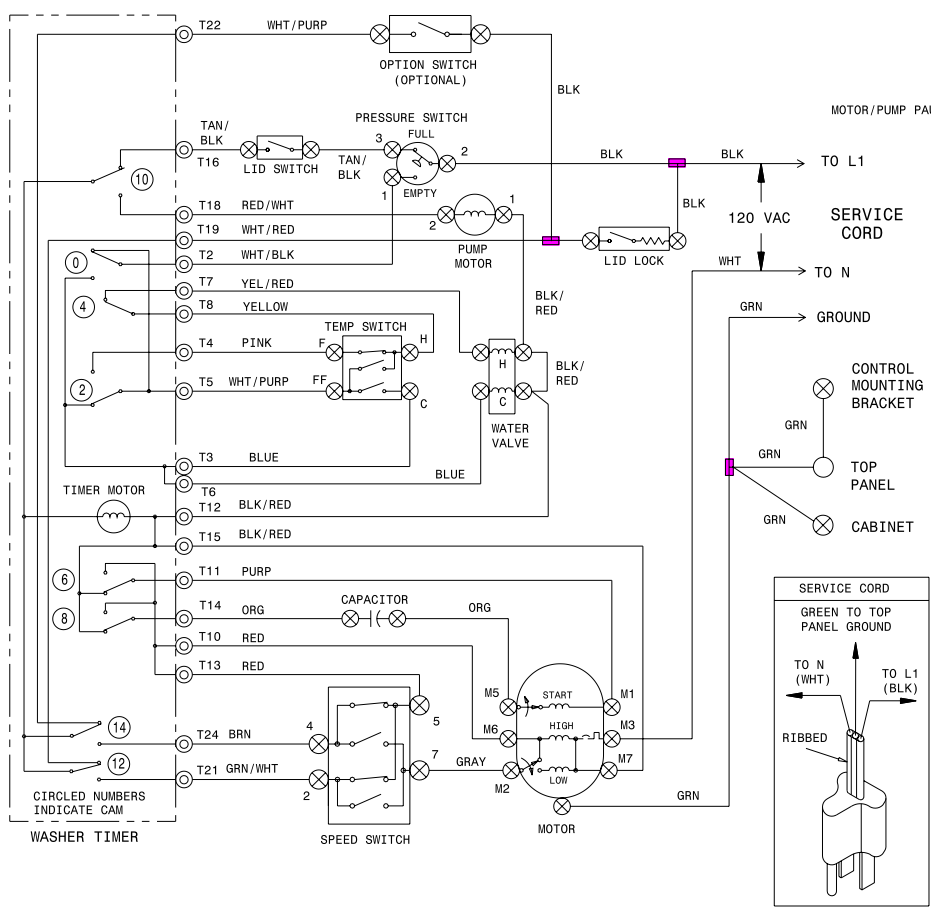 T22 WHT/PURP
OPTION SWITCH
(OPTIONAL)
BLK
MOTOR/PUMP
TAN/
BLK
T16
LID SWITCH
PRESSURE SWITCH
3 FULL
TAN/
BLK
2
EMPTY
1
BLK
BLK
TO L1
10
T18 RED/WHT
2
1
PUMP
MOTOR
T19 WHT/RED
BLK
LID LOCK
120 VAC
SERVICE
CORD
0
T2 WHT/BLK
WHT
TO N
T7 YEL/RED
4
T8 YELLOW
BLK/
RED
GRN
GROUND
TEMP SWITCH
T4 PINK
F
H
H
BLK/
RED
2
T5 WHT/PURP
FF
C
C
WATER
VALVE
CONTROL
MOUNTING
BRACKET
GRN
GRN
TOP
PANEL
GRN
CABINET
T3 BLUE
BLUE
T6
TIMER MOTOR
T12 BLK/RED
T15 BLK/RED
6
T11 PURP
8
T14 ORG
CAPACITOR
ORG
T10 RED
T13 RED
M5
START
M1
M6
HIGH
M3
M2
LOW
M7
MOTOR
GRN
14
T24 BRN
4
5
12
T21 GRN/WHT
2
7
GRAY
SPEED SWITCH
CIRCLED NUMBERS
INDICATE CAM
WASHER TIMER
SERVICE CORD
GREEN TO TOP
PANEL GROUND
TO N
(WHT)
TO L1
(BLK)
RIBBED